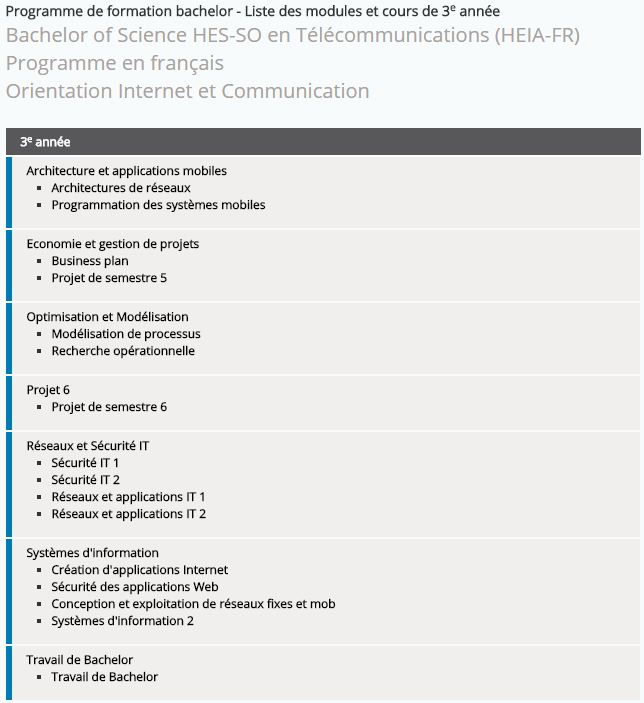 Programme de formation bachelor - Liste des modules et cours de 3e année
Bachelor of Science HES-SO en Télécommunications (HEIA-FR)
Programme en français
Orientation Internet et Communication
3e année
Architecture et applications mobiles
Architectures de réseaux
Programmation des systèmes mobiles
Economie et gestion de projets
Business plan
Projet de semestre 5
Optimisation et Modélisation
Modélisation de processus
Recherche opérationnelle
Projet 6
Projet de semestre 6
Réseaux et Sécurité IT
Sécurité IT 1
Sécurité IT 2
Réseaux et applications IT 1
Réseaux et applications IT 2
Systèmes d'information
Création d'applications Internet
Sécurité des applications Web
Conception et exploitation de réseaux fixes et mob
Systèmes d'information 2
Travail de Bachelor
Travail de Bachelor